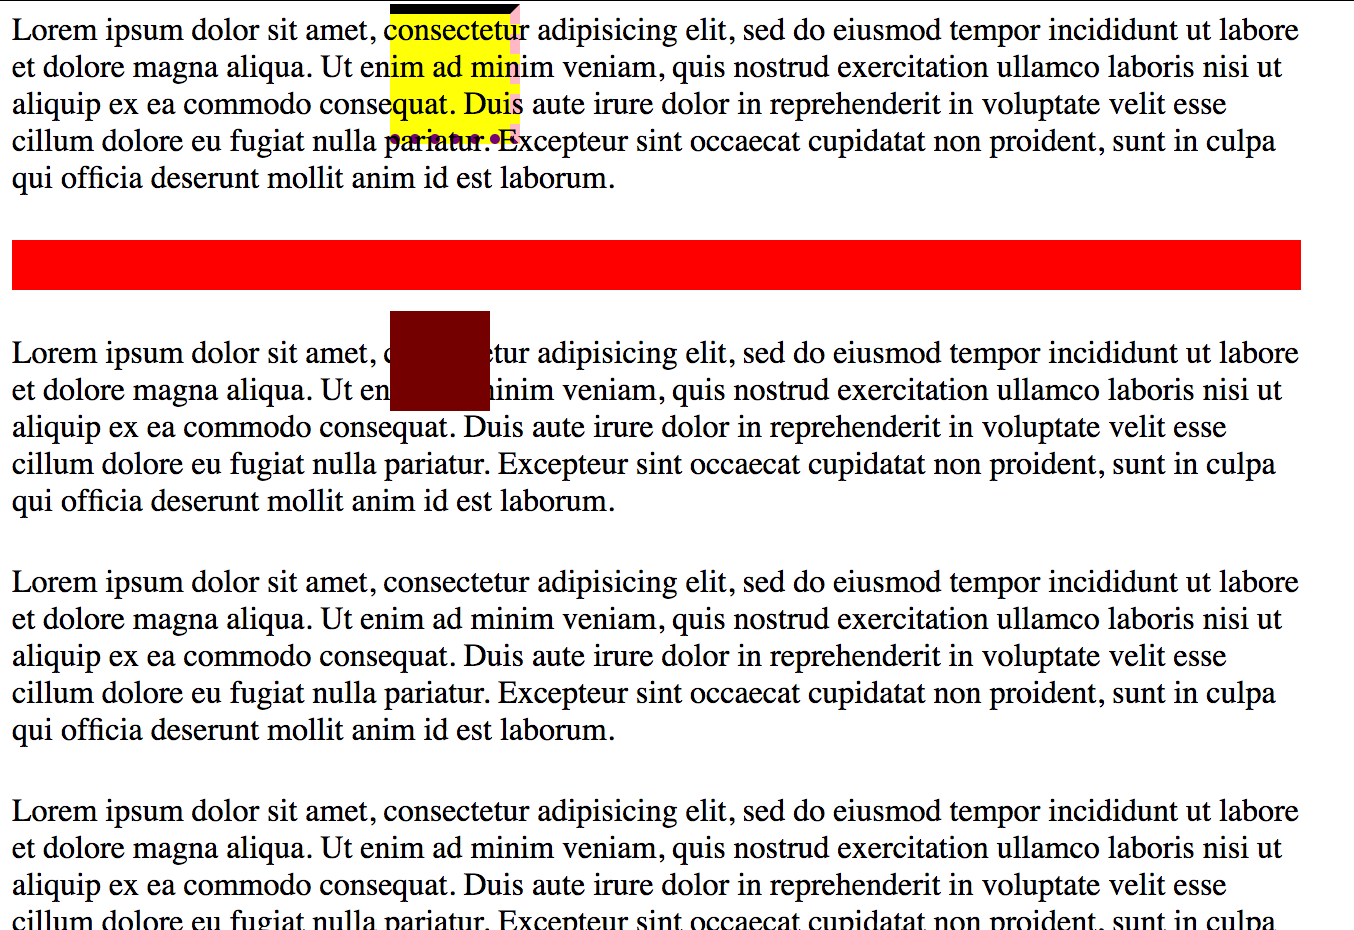 Lorem ipsum dolor sit amet, consectetur adipisicing elit, sed do eiusmod tempor incididunt ut labore
et dolore magna aliqua. Ut enim ad minim veniam, quis nostrud exercitation ullamco laboris nisi ut
aliquip ex ea commodo consequat. Duis aute irure dolor in reprehenderit in voluptate velit esse
cillum dolore eu fugiat nulla pariatur. Excepteur sint occaecat cupidatat non proident, sunt in culpa
qui officia deserunt mollit anim id est laborum.
Lorem ipsum dolor sit amet, tur adipisicing elit, sed do eiusmod tempor incididunt ut labore
et dolore magna aliqua. Ut en inim veniam, quis nostrud exercitation ullamco laboris nisi ut
aliquip ex ea commodo consequat. Duis aute irure dolor in reprehenderit in voluptate velit esse
cillum dolore eu fugiat nulla pariatur. Excepteur sint occaecat cupidatat non proident, sunt in culpa
qui officia deserunt mollit anim id est laborum.
Lorem ipsum dolor sit amet, consectetur adipisicing elit, sed do eiusmod tempor incididunt ut labore
et dolore magna aliqua. Ut enim ad minim veniam, quis nostrud exercitation ullamco laboris nisi ut
aliquip ex ea commodo consequat. Duis aute irure dolor in reprehenderit in voluptate velit esse
cillum dolore eu fugiat nulla pariatur. Excepteur sint occaecat cupidatat non proident, sunt in culpa
qui officia deserunt mollit anim id est laborum.
Lorem ipsum dolor sit amet, consectetur adipisicing elit, sed do eiusmod tempor incididunt ut labore
et dolore magna aliqua. Ut enim ad minim veniam, quis nostrud exercitation ullamco laboris nisi ut
aliquip ex ea commodo consequat. Duis aute irure dolor in reprehenderit in voluptate velit esse
cillum dolore eu fugiat nulla pariatur. Excepteur sint occaecat cupidatat non proident, sunt in culpa